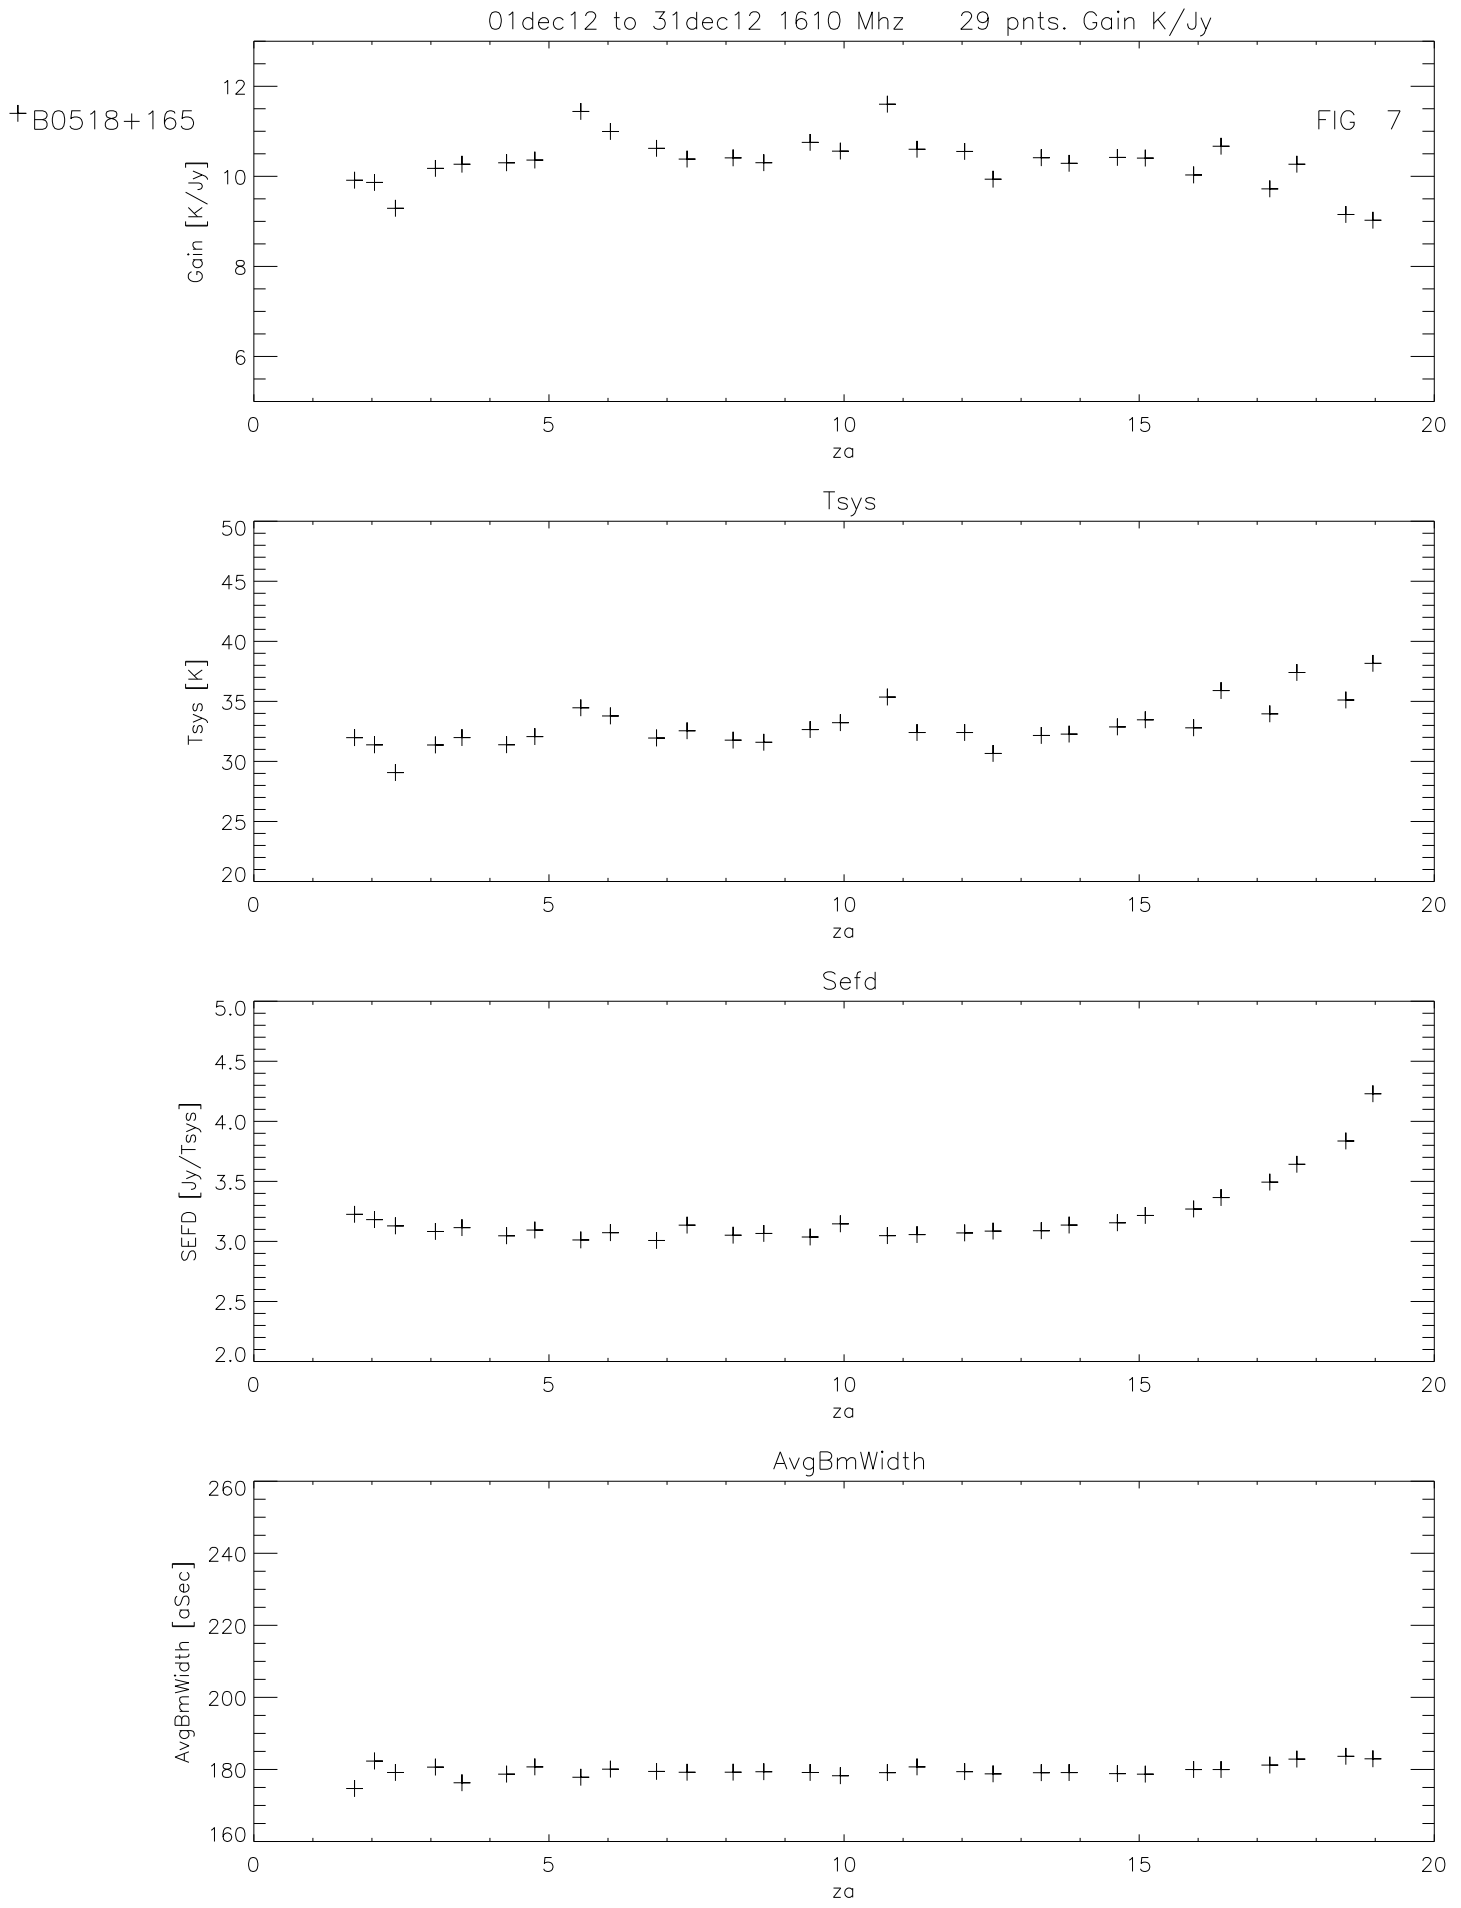 01dec12 to 31dec12 1610 Mhz 29 pnts. Gain K/Jy
+B0518+165
FIG 7
Gain [K/Jy]
12
10
8
6
0 5 10 15 20
za
Tsys
Tsys [K]
50
45
40
35
30
25
20
0 5 10 15 20
za
Sefd
SEFD [Jy/Tsys]
5.0
4.5
4.0
3.5
3.0
2.5
2.0
0 5 10 15 20
za
AvgBmWidth
AvgBmWidth [aSec]
260
240
220
200
180
160
0 5 10 15 20
za